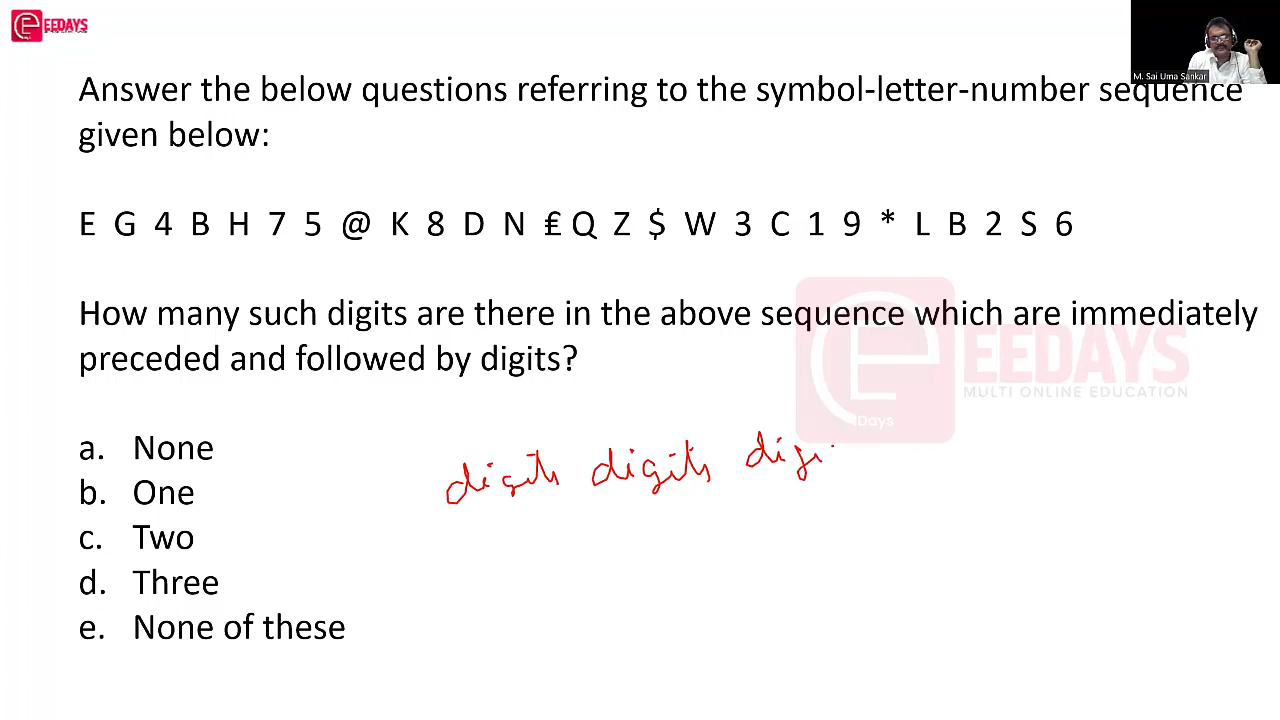 EEDAYS
M. Sai Uma Sankar
Answer the below questions referring to the symbol-letter-number sequence
given below:
E G 4 B H 7 5 @ K 8 D N £ Q Z $ W 3 C 1 9 * L B 2 S 6
How many such digits are there in the above sequence which are immediately
preceded and followed by digits?
EEDAYS
MULTI ONLINE EDUCATION
Days
a. None
b. One
c. Two
d. Three
e. None of these
digits digits digi